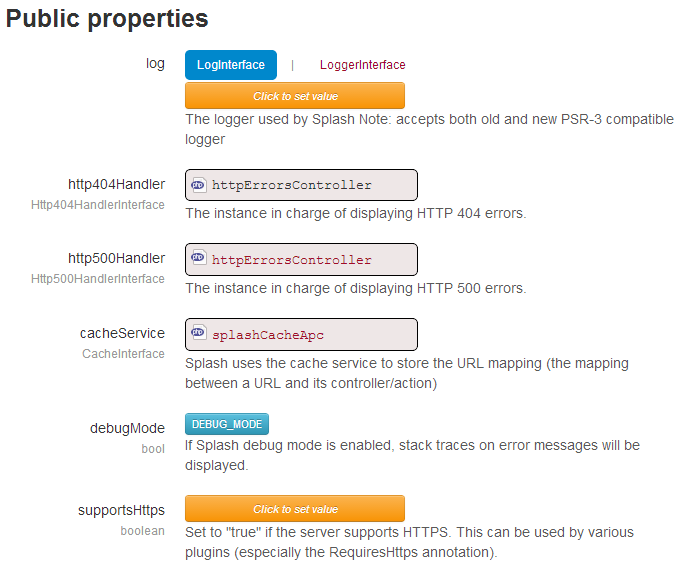 Public properties
log LogInterface | LoggerInterface
Click to set value
The logger used by Splash Note: accepts both old and new PSR-3 compatible
logger
http404Handler php httpErrorsController
Http404HandlerInterface
The instance in charge of displaying HTTP 404 errors.
http500Handler php httpErrorsController
Http500HandlerInterface
The instance in charge of displaying HTTP 500 errors.
cacheService php splashCacheApc
CacheInterface
Splash uses the cache service to store the URL mapping (the mapping
between a URL and its controller/action)
debugMode DEBUG_MODE
bool
If Splash debug mode is enabled, stack traces on error messages will be
displayed.
supportsHttps Click to set value
boolean
Set to "true" if the server supports HTTPS. This can be used by various
plugins (especially the RequiresHttps annotation).